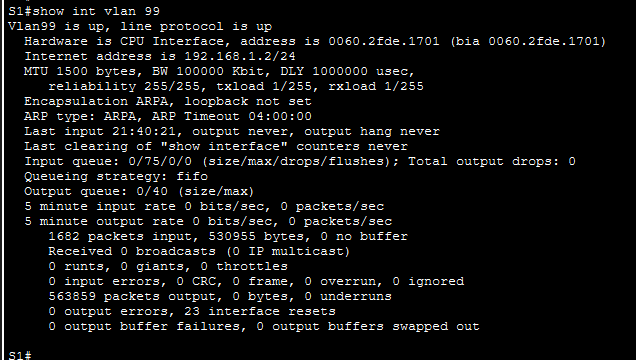 S1#show int vlan 99
Vlan99 is up, line protocol is up
Hardware is CPU Interface, address is 0060.2fde.1701 (bia 0060.2fde.1701)
Internet address is 192.168.1.2/24
MTU 1500 bytes, BW 100000 Kbit, DLY 1000000 usec,
reliability 255/255, txload 1/255, rxload 1/255
Encapsulation ARPA, loopback not set
ARP type: ARPA, ARP Timeout 04:00:00
Last input 21:40:21, output never, output hang never
Last clearing of "show interface" counters never
Input queue: 0/75/0/0 (size/max/drops/flushes); Total output drops: 0
Queueing strategy: fifo
Output queue: 0/40 (size/max)
5 minute input rate 0 bits/sec, 0 packets/sec
5 minute output rate 0 bits/sec, 0 packets/sec
1682 packets input, 530955 bytes, 0 no buffer
Received 0 broadcasts (0 IP multicast)
0 runts, 0 giants, 0 throttles
0 input errors, 0 CRC, 0 frame, 0 overrun, 0 ignored
563859 packets output, 0 bytes, 0 underruns
0 output errors, 23 interface resets
0 output buffer failures, 0 output buffers swapped out
S1#